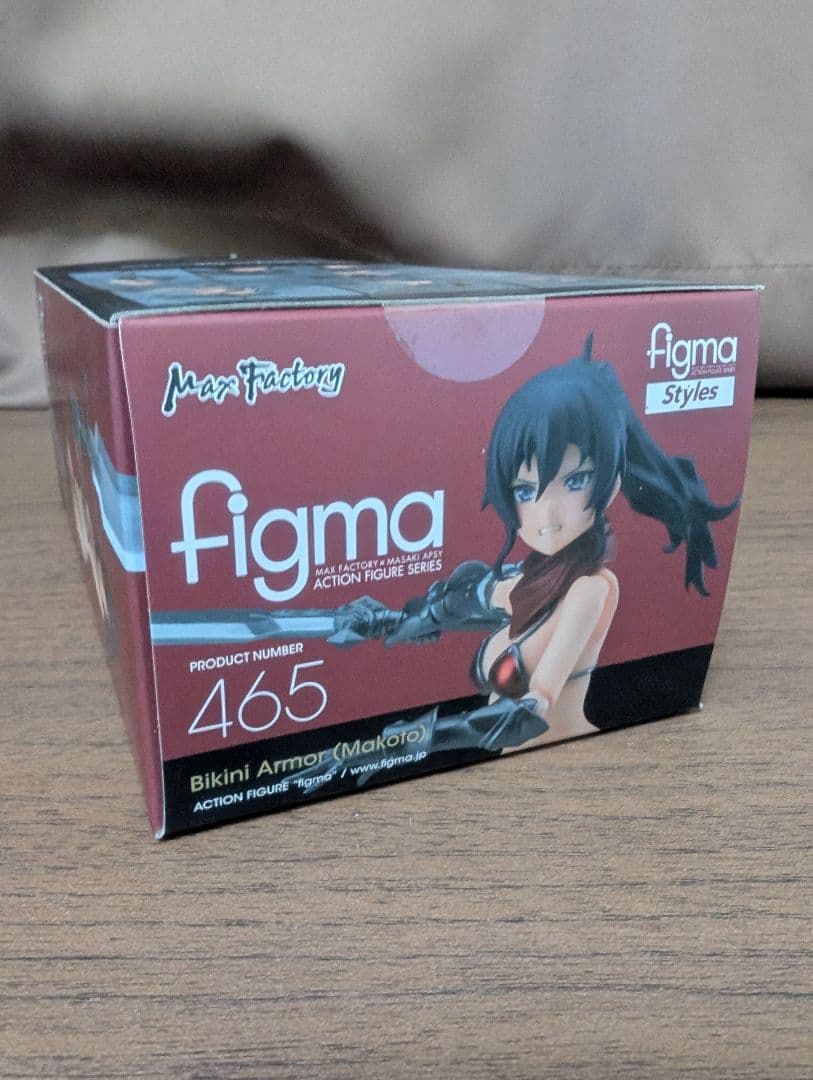 Max Factory
figma
Styles
figma
MAX FACTORY × MASAKI APSY
ACTION FIGURE SERIES
PRODUCT NUMBER
465
Bikini Armor (Makoto)
ACTION FIGURE "figma" / www.figma.jp